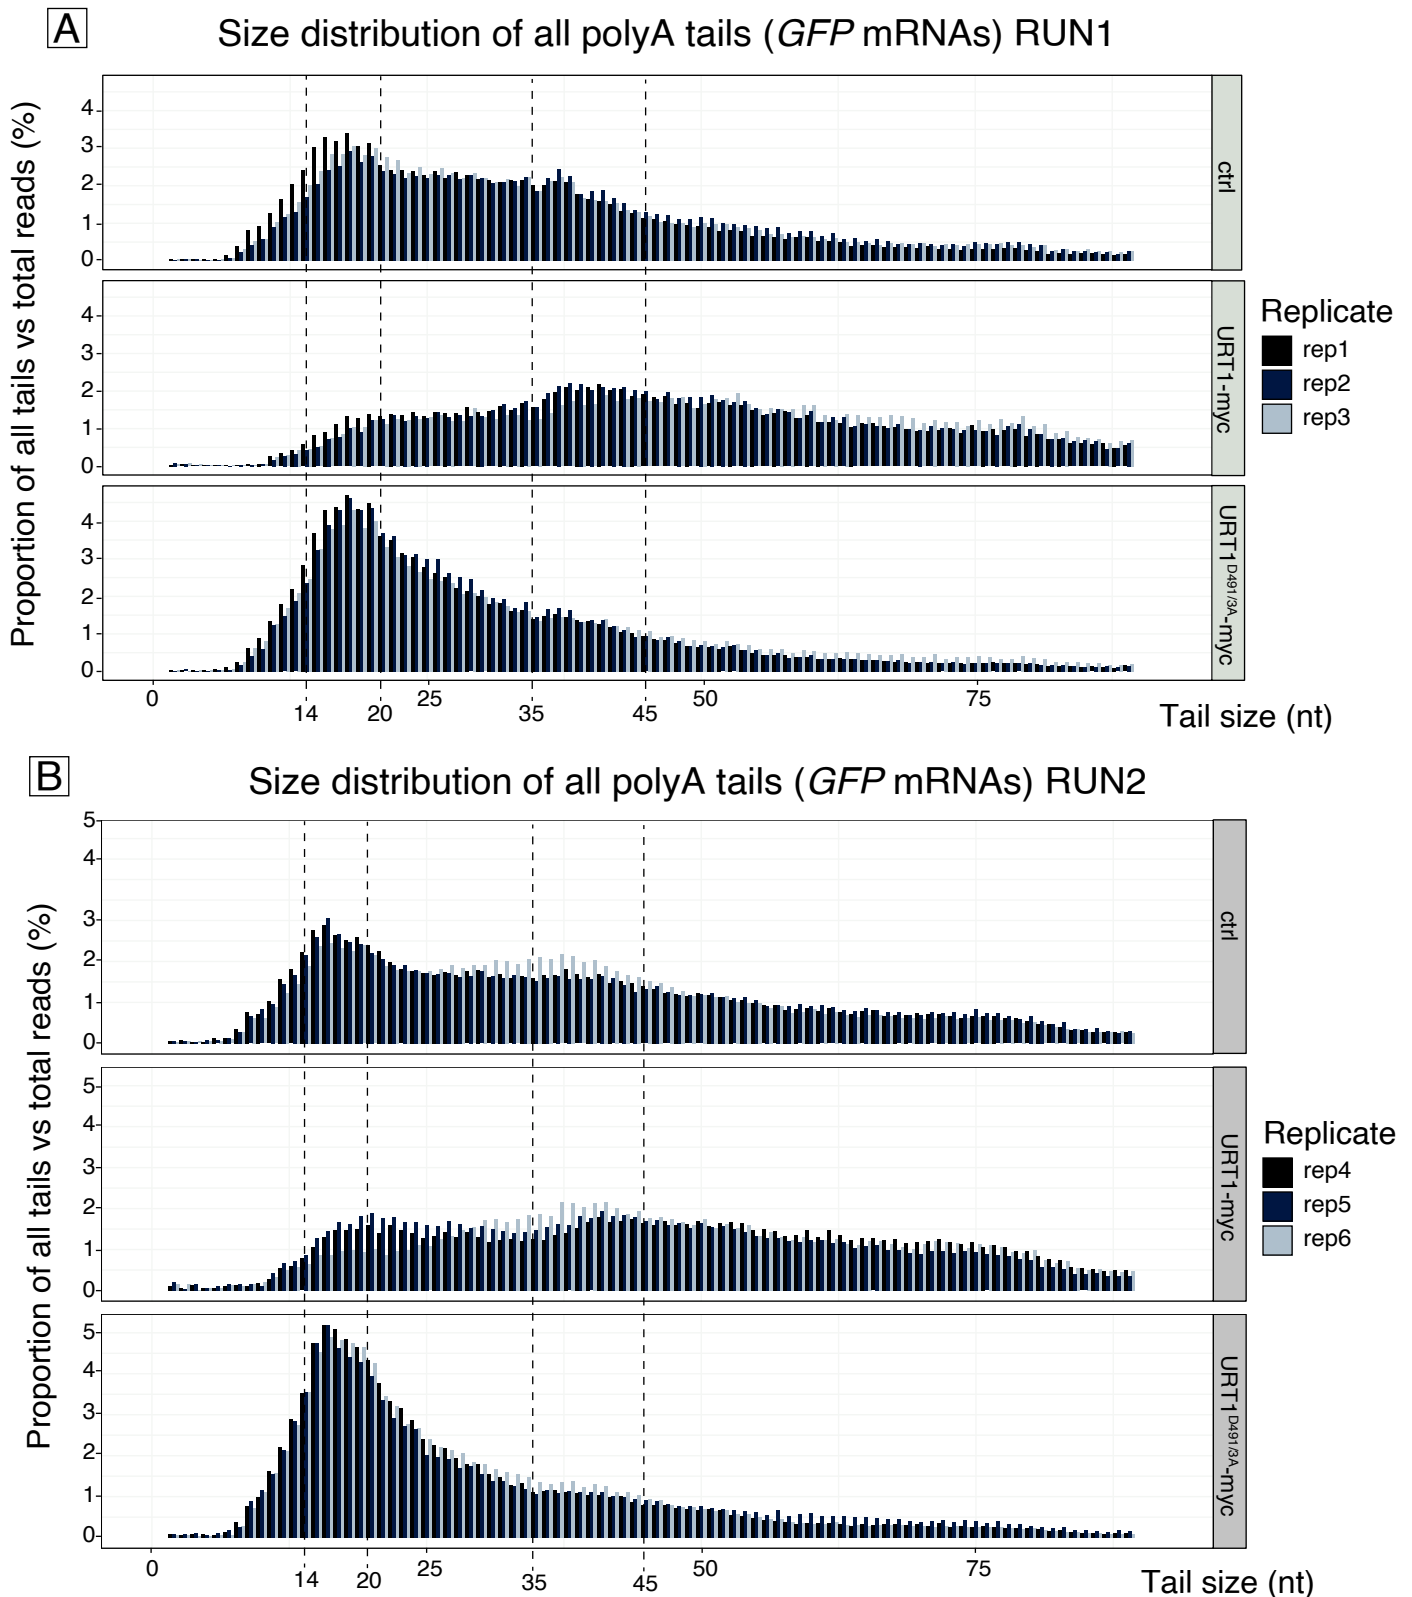 A
Size distribution of all polyA tails (GFP mRNAs) RUN1
Proportion of all tails vs total reads (%)
4
3
2
1
0
ctrl
4
3
2
1
0
URT1-myc
4
3
2
1
0
URT1D491/3A-myc
Replicate
rep1
rep2
rep3
0 14 20 25 35 45 50 75
Tail size (nt)
B
Size distribution of all polyA tails (GFP mRNAs) RUN2
Proportion of all tails vs total reads (%)
5
4
3
2
1
0
ctrl
5
4
3
2
1
0
URT1-myc
5
4
3
2
1
0
URT1D491/3A-myc
Replicate
rep4
rep5
rep6
0 14 20 25 35 45 50 75
Tail size (nt)